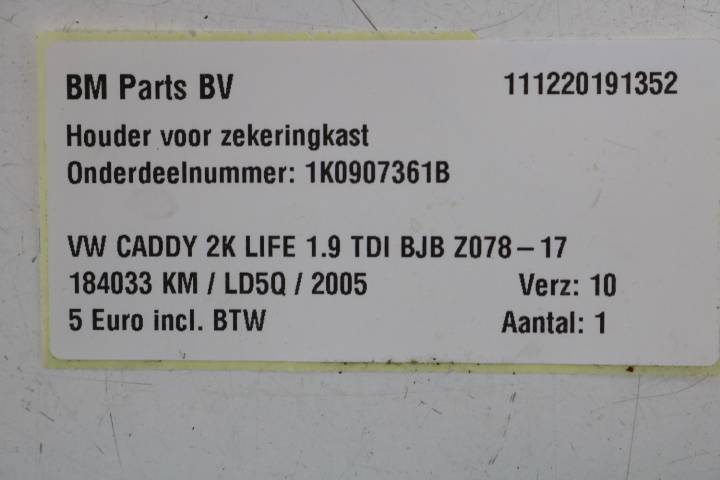 BM Parts BV 111220191352
Houder voor zekeringkast
Onderdeelnummer: 1K0907361B
VW CADDY 2K LIFE 1.9 TDI BJB Z078-17
184033 KM / LD5Q / 2005 Verz: 10
5 Euro incl. BTW Aantal: 1